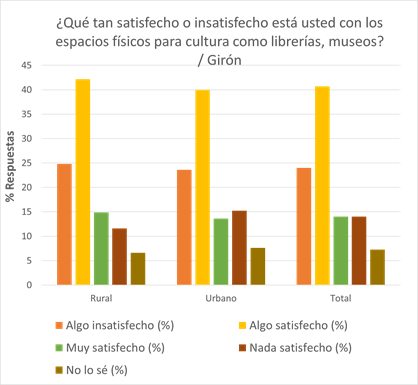 ¿Qué tan satisfecho o insatisfecho está usted con los
espacios físicos para cultura como librerías, museos?
/ Girón
% Respuestas
45
40
35
30
25
20
15
10
5
0
Rural
Urbano
Total
Algo insatisfecho (%)
Algo satisfecho (%)
Muy satisfecho (%)
Nada satisfecho (%)
No lo sé (%)